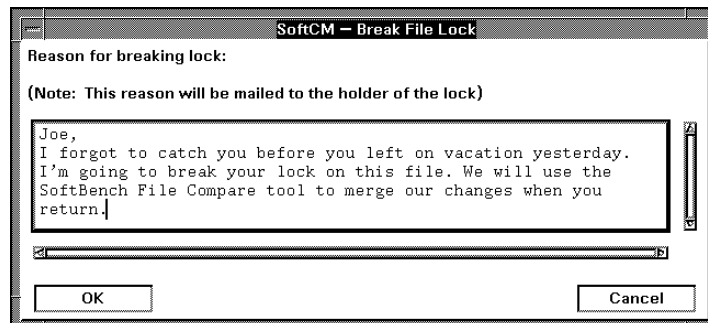 SoftCM — Break File Lock
Reason for breaking lock:
(Note: This reason will be mailed to the holder of the lock)
Joe,
I forgot to catch you before you left on vacation yesterday.
I'm going to break your lock on this file. We will use the
SoftBench File Compare tool to merge our changes when you
return.
OK
Cancel